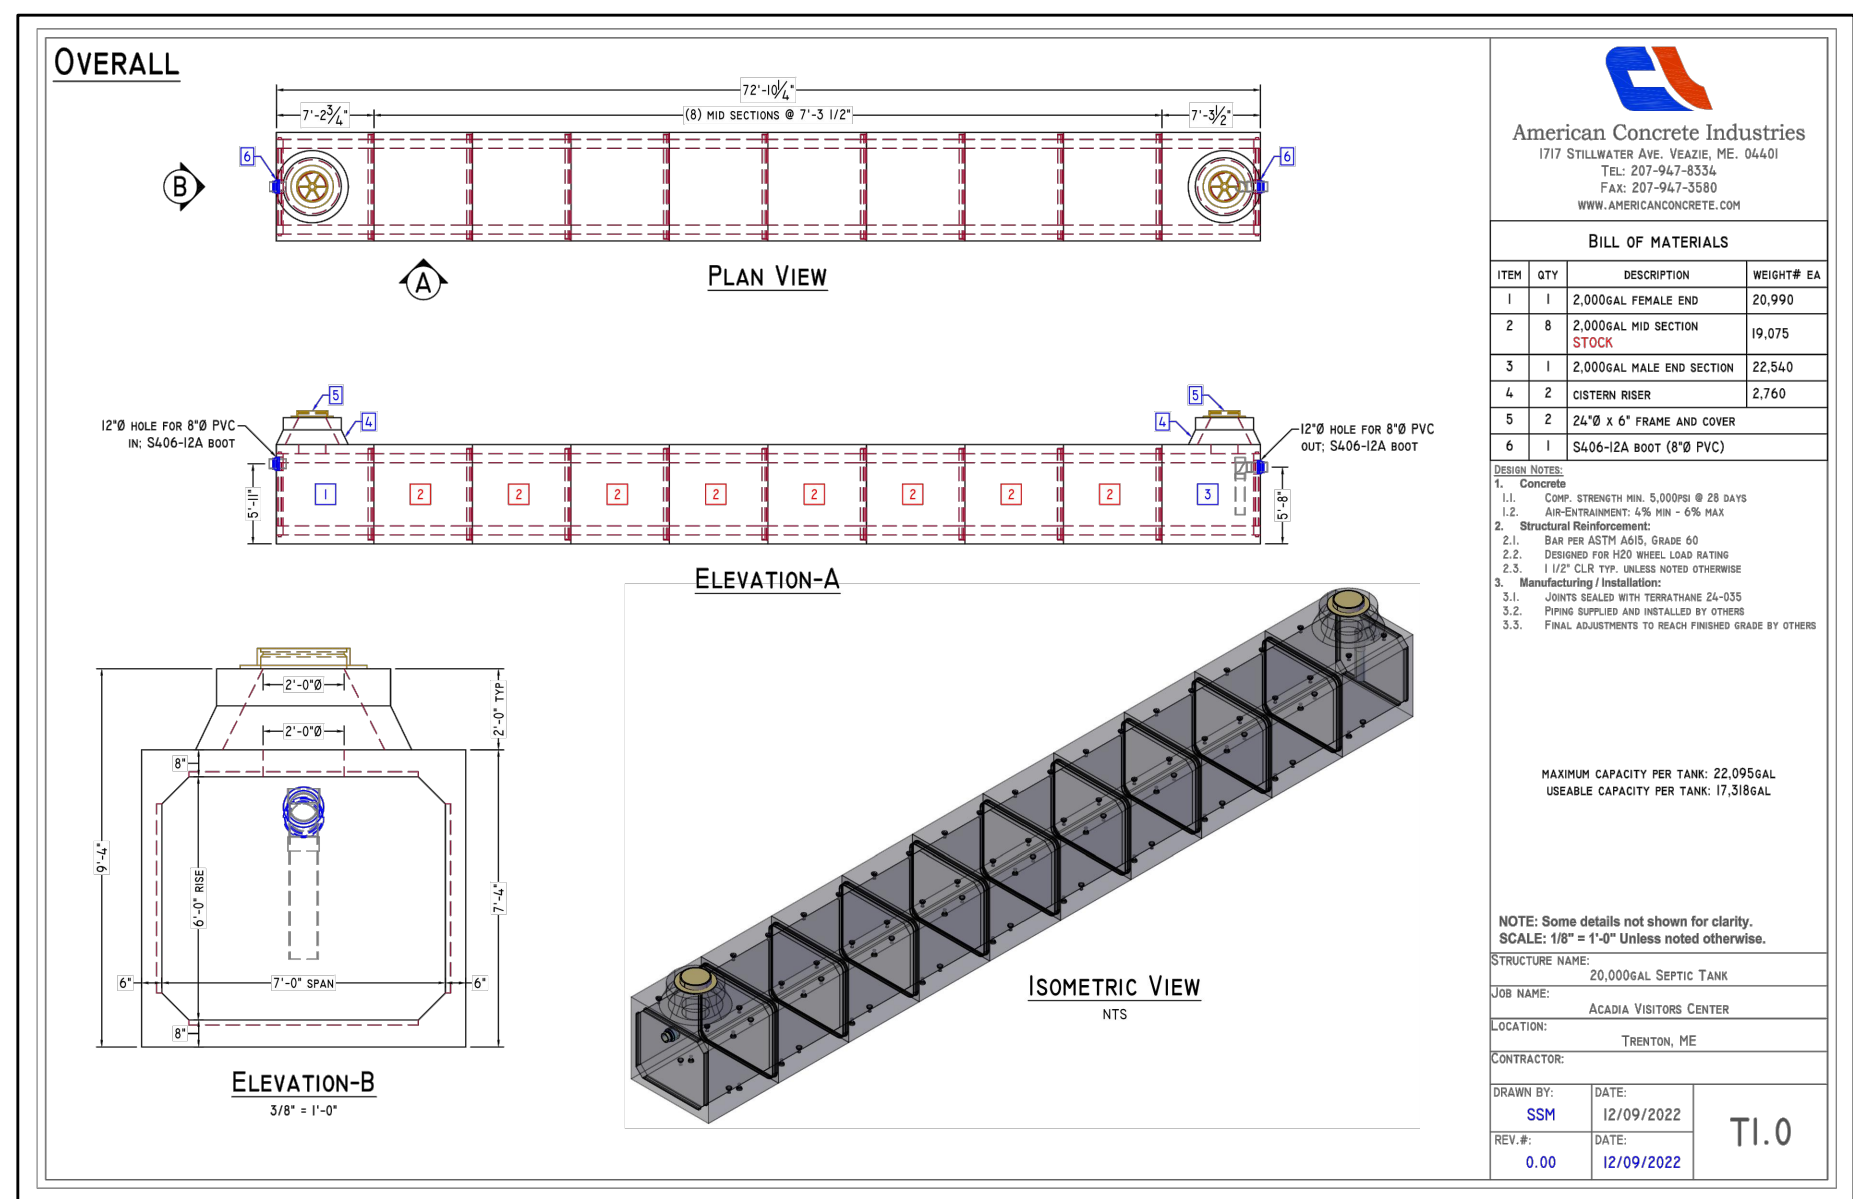 OVERALL
72'-10 1/4"
7'-2 3/4"
(8) MID SECTIONS @ 7'-3 1/2"
7'-3 1/2"
6
6
B
A
PLAN VIEW
5
5
4
4
12"Ø HOLE FOR 8"Ø PVC
IN; S406-12A BOOT
12"Ø HOLE FOR 8"Ø PVC
OUT; S406-12A BOOT
5'-11"
1
2
2
2
2
2
2
2
2
3
5'-8"
ELEVATION-A
2'-0"Ø
2'-0" TYP
2'-0"Ø
8"
9'-4"
6'-0" RISE
7'-4"
6"
7'-0" SPAN
6"
8"
ELEVATION-B
3/8" = 1'-0"
ISOMETRIC VIEW
NTS
American Concrete Industries
1717 STILLWATER AVE. VEAZIE, ME. 04401
TEL: 207-947-8334
FAX: 207-947-3580
WWW.AMERICANCONCRETE.COM
BILL OF MATERIALS
ITEM QTY DESCRIPTION WEIGHT# EA
1 1 2,000GAL FEMALE END 20,990
2 8 2,000GAL MID SECTION 19,075
STOCK
3 1 2,000GAL MALE END SECTION 22,540
4 2 CISTERN RISER 2,760
5 2 24"Ø X 6" FRAME AND COVER
6 1 S406-12A BOOT (8"Ø PVC)
DESIGN NOTES:
1. Concrete
1.1. COMP. STRENGTH MIN. 5,000PSI @ 28 DAYS
1.2. AIR-ENTRAINMENT: 4% MIN - 6% MAX
2. Structural Reinforcement:
2.1. BAR PER ASTM A615, GRADE 60
2.2. DESIGNED FOR H20 WHEEL LOAD RATING
2.3. 1 1/2" CLR TYP. UNLESS NOTED OTHERWISE
3. Manufacturing / Installation:
3.1. JOINTS SEALED WITH TERRATHANE 24-035
3.2. PIPING SUPPLIED AND INSTALLED BY OTHERS
3.3. FINAL ADJUSTMENTS TO REACH FINISHED GRADE BY OTHERS
MAXIMUM CAPACITY PER TANK: 22,095GAL
USEABLE CAPACITY PER TANK: 17,318GAL
NOTE: Some details not shown for clarity.
SCALE: 1/8" = 1'-0" Unless noted otherwise.
STRUCTURE NAME:
20,000GAL SEPTIC TANK
JOB NAME:
ACADIA VISITORS CENTER
LOCATION:
TRENTON, ME
CONTRACTOR:
DRAWN BY: DATE:
SSM 12/09/2022
REV.#: DATE:
0.00 12/09/2022
T1.0